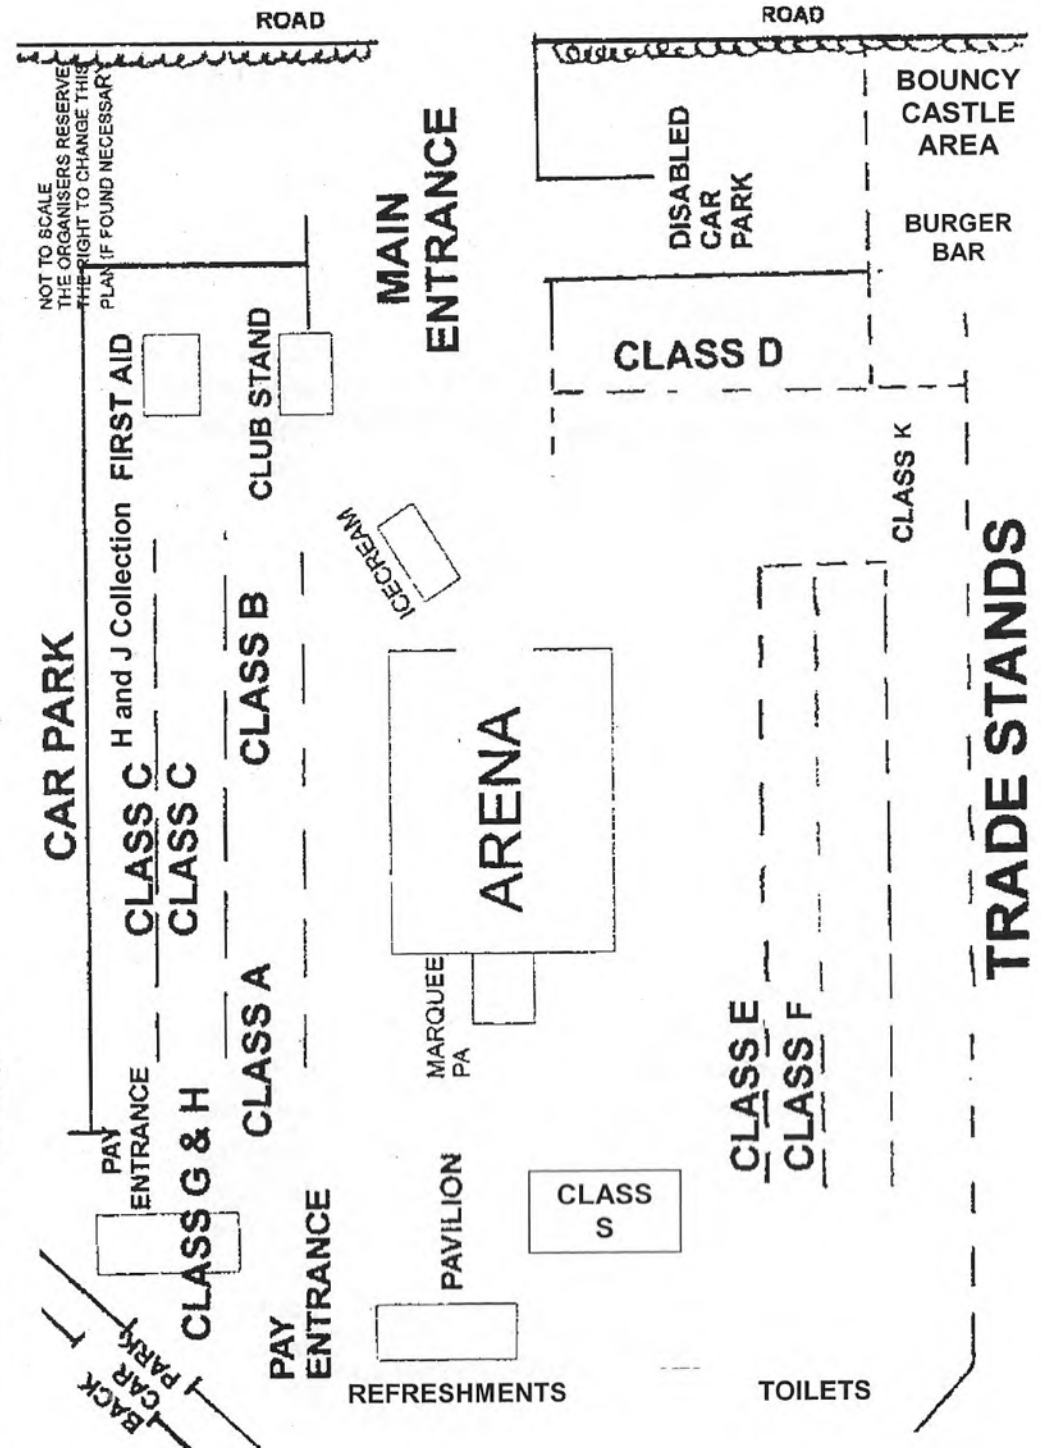 ROAD
ROAD
NOT TO SCALE
THE ORGANISERS RESERVE
THE RIGHT TO CHANGE THIS
PLAN IF FOUND NECESSARY
MAIN
ENTRANCE
DISABLED
CAR
PARK
BOUNCY
CASTLE
AREA
BURGER
BAR
FIRST AID
CLUB STAND
CLASS D
CLASS K
ICECREAM
H and J Collection
CAR PARK
CLASS C
CLASS C
CLASS B
CLASS A
ARENA
TRADE STANDS
MARQUEE
PA
CLASS E
CLASS F
PAY
ENTRANCE
CLASS G & H
PAY
ENTRANCE
PAVILION
CLASS
S
BACK
CAR
PARK
REFRESHMENTS
TOILETS